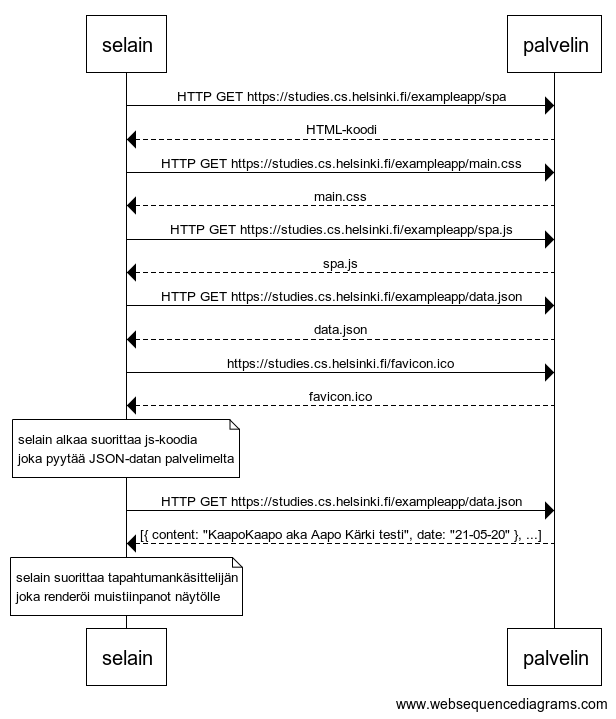 selain palvelin
HTTP GET https://studies.cs.helsinki.fi/exampleapp/spa
HTML-koodi
HTTP GET https://studies.cs.helsinki.fi/exampleapp/main.css
main.css
HTTP GET https://studies.cs.helsinki.fi/exampleapp/spa.js
spa.js
HTTP GET https://studies.cs.helsinki.fi/exampleapp/data.json
data.json
https://studies.cs.helsinki.fi/favicon.ico
favicon.ico
selain alkaa suorittaa js-koodia
joka pyytää JSON-datan palvelimelta
HTTP GET https://studies.cs.helsinki.fi/exampleapp/data.json
[{ content: "KaapoKaapo aka Aapo Kärki testi", date: "21-05-20" }, ...]
selain suorittaa tapahtumankäsittelijän
joka renderöi muistiinpanot näytölle
selain palvelin
www.websequencediagrams.com